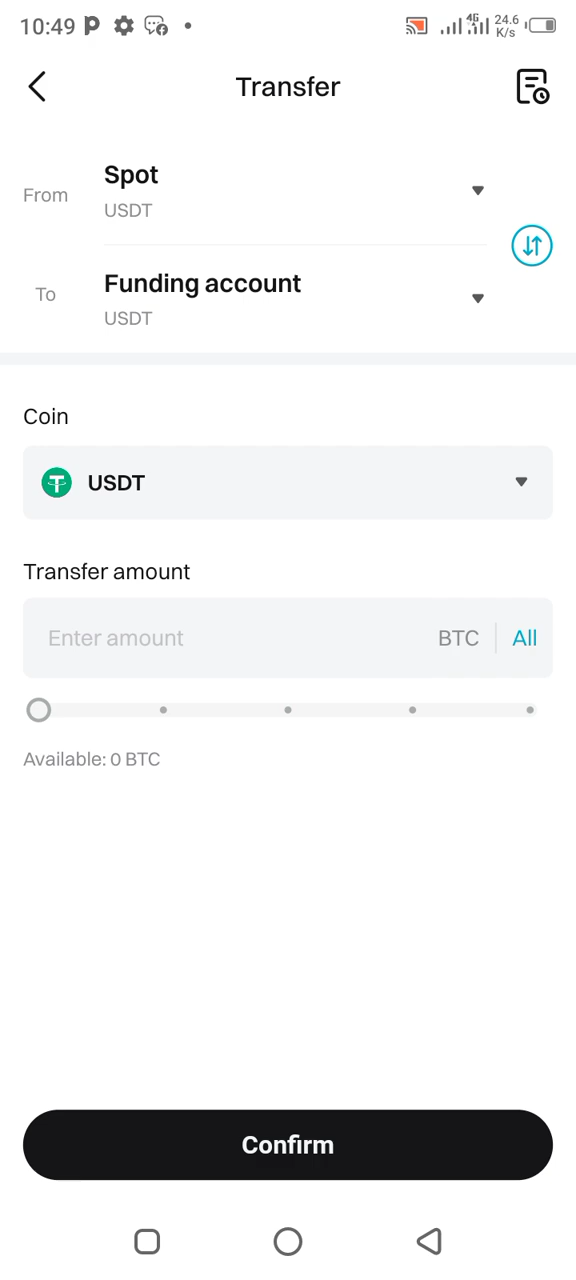 10:49
4G
24.6
K/s
Transfer
From
Spot
USDT
To
Funding account
USDT
Coin
USDT
Transfer amount
Enter amount BTC All
Available: 0 BTC
Confirm